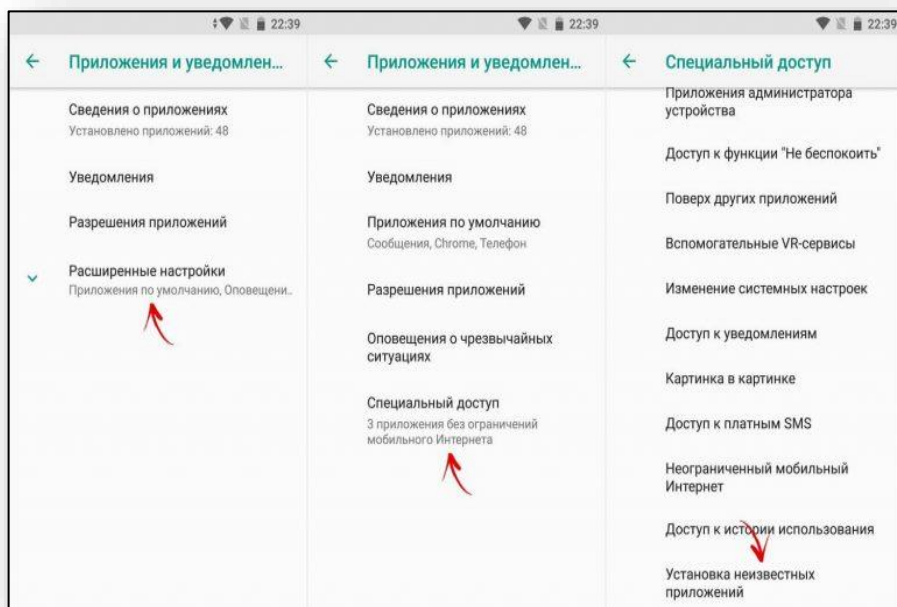 22:39
Приложения и уведомлен...
Сведения о приложениях
Установлено приложений: 48
Уведомления
Разрешения приложений
Расширенные настройки
Приложения по умолчанию, Оповещени..
22:39
Приложения и уведомлен...
Сведения о приложениях
Установлено приложений: 48
Уведомления
Приложения по умолчанию
Сообщения, Chrome, Телефон
Разрешения приложений
Оповещения о чрезвычайных
ситуациях
Специальный доступ
3 приложения без ограничений
мобильного Интернета
22:39
Специальный доступ
Приложения администратора
устройства
Доступ к функции "Не беспокоить"
Поверх других приложений
Вспомогательные VR-сервисы
Изменение системных настроек
Доступ к уведомлениям
Картинка в картинке
Доступ к платным SMS
Неограниченный мобильный
Интернет
Доступ к истории использования
Установка неизвестных
приложений